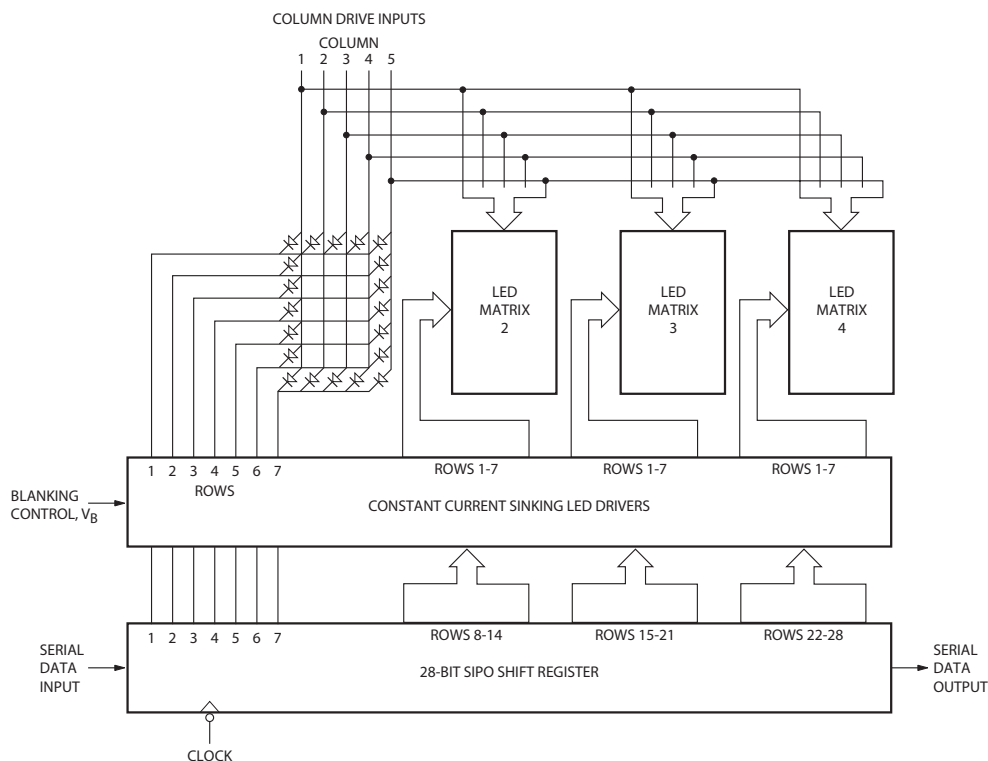 COLUMN DRIVE INPUTS
COLUMN
1 2 3 4 5
LED
MATRIX
2
LED
MATRIX
3
LED
MATRIX
4
1 2 3 4 5 6 7
ROWS
ROWS 1-7
ROWS 1-7
ROWS 1-7
BLANKING
CONTROL, VB
CONSTANT CURRENT SINKING LED DRIVERS
1 2 3 4 5 6 7
ROWS 8-14
ROWS 15-21
ROWS 22-28
SERIAL
DATA
INPUT
28-BIT SIPO SHIFT REGISTER
SERIAL
DATA
OUTPUT
CLOCK